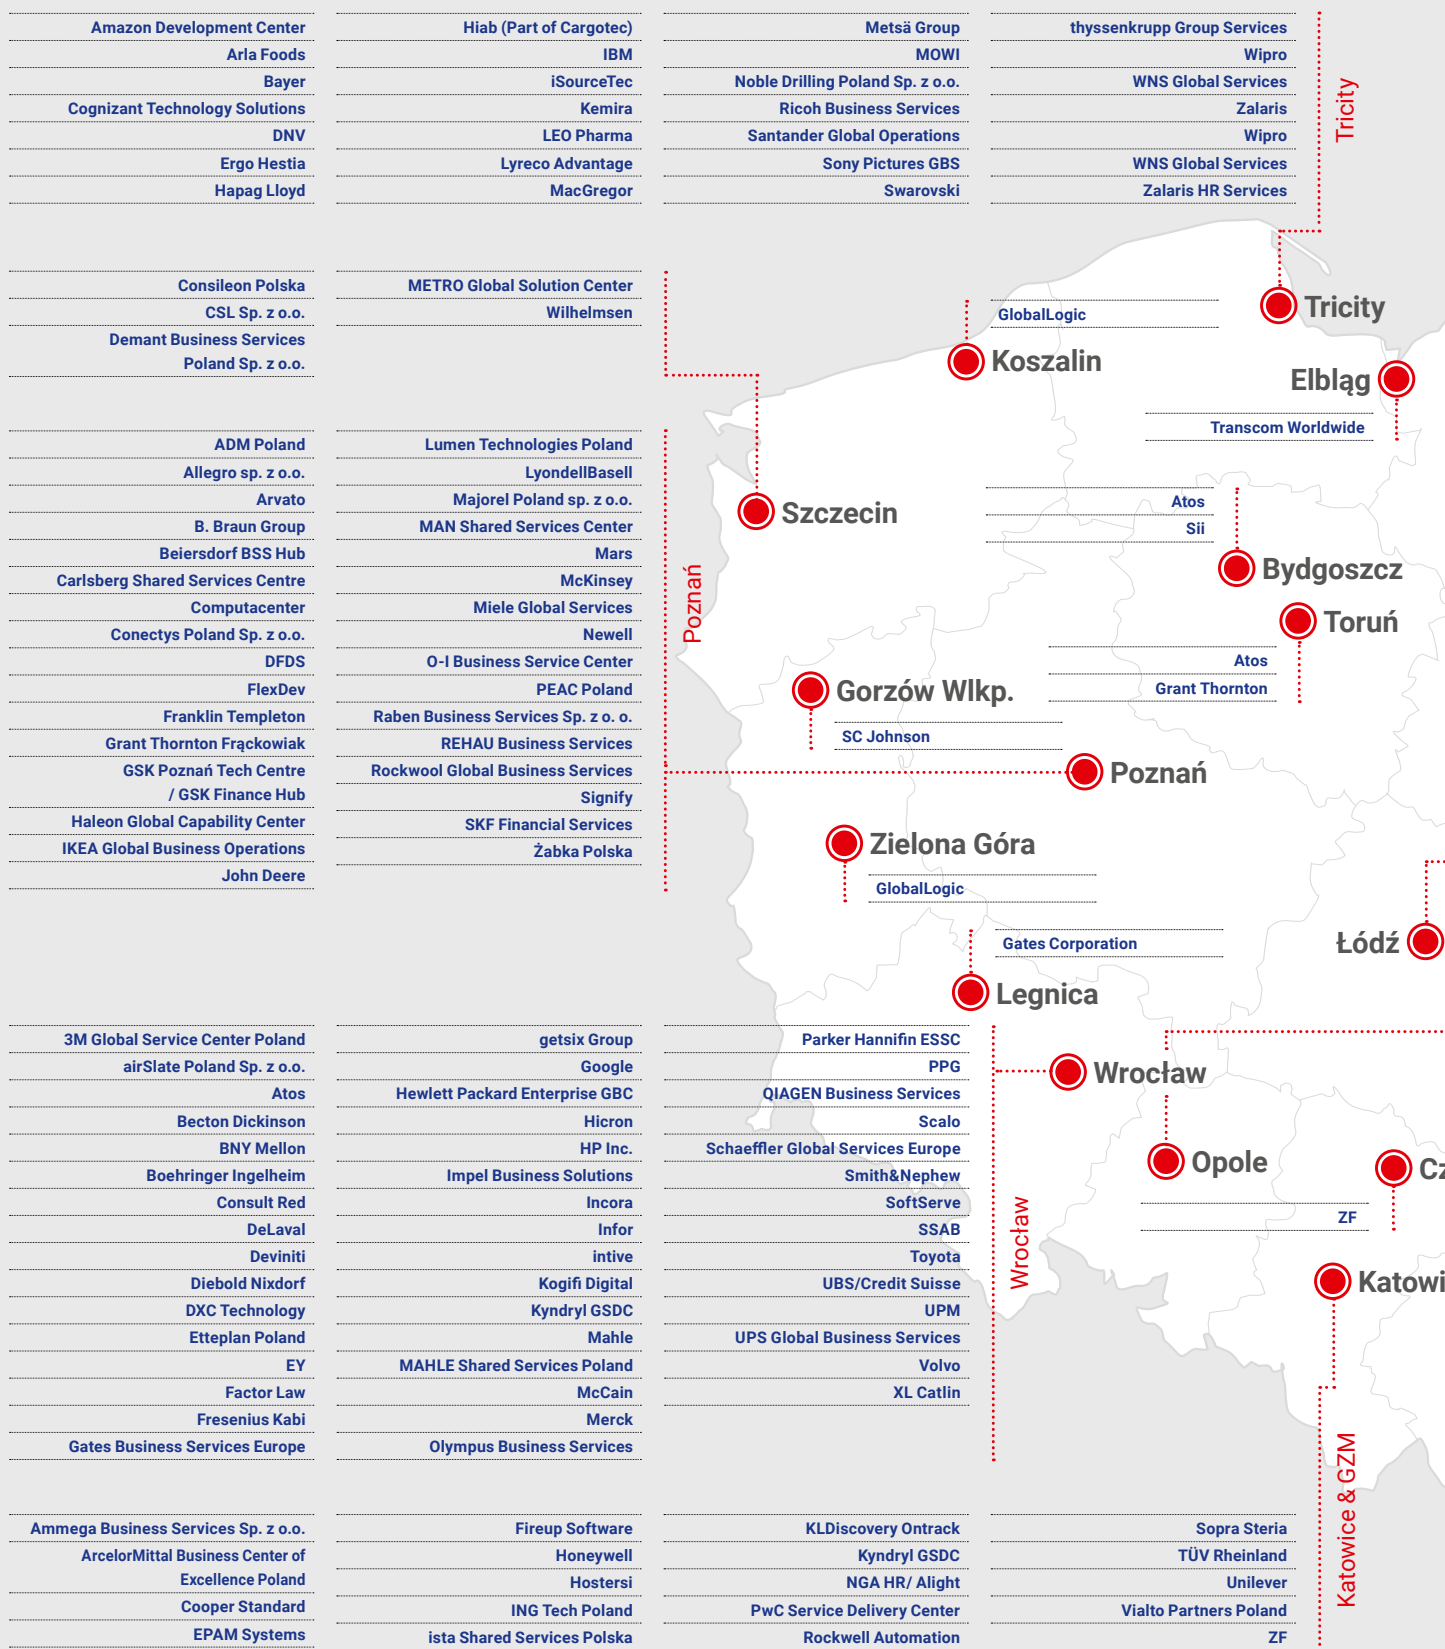 Amazon Development Center
Arla Foods
Bayer
Cognizant Technology Solutions
DNV
Ergo Hestia
Hapag Lloyd
Hiab (Part of Cargotec)
IBM
iSourceTec
Kemira
LEO Pharma
Lyreco Advantage
MacGregor
Metsä Group
MOWI
Noble Drilling Poland Sp. z o.o.
Ricoh Business Services
Santander Global Operations
Sony Pictures GBS
Swarovski
thyssenkrupp Group Services
Wipro
WNS Global Services
Zalaris
Wipro
WNS Global Services
Zalaris HR Services
Tricity
Consileon Polska
CSL Sp. z o.o.
Demant Business Services
Poland Sp. z o.o.
METRO Global Solution Center
Wilhelmsen
GlobalLogic
Koszalin
Tricity
Elbląg
Transcom Worldwide
Szczecin
Atos
Sii
Bydgoszcz
Toruń
Atos
Grant Thornton
Gorzów Wlkp.
SC Johnson
Poznań
Zielona Góra
GlobalLogic
Gates Corporation
Legnica
Łódź
ADM Poland
Allegro sp. z o.o.
Arvato
B. Braun Group
Beiersdorf BSS Hub
Carlsberg Shared Services Centre
Computacenter
Conectys Poland Sp. z o.o.
DFDS
FlexDev
Franklin Templeton
Grant Thornton Frąckowiak
GSK Poznań Tech Centre
/ GSK Finance Hub
Haleon Global Capability Center
IKEA Global Business Operations
John Deere
Lumen Technologies Poland
LyondellBasell
Majorel Poland sp. z o.o.
MAN Shared Services Center
Mars
McKinsey
Miele Global Services
Newell
O-I Business Service Center
PEAC Poland
Raben Business Services Sp. z o. o.
REHAU Business Services
Rockwool Global Business Services
Signify
SKF Financial Services
Żabka Polska
Poznań
3M Global Service Center Poland
airSlate Poland Sp. z o.o.
Atos
Becton Dickinson
BNY Mellon
Boehringer Ingelheim
Consult Red
DeLaval
Deviniti
Diebold Nixdorf
DXC Technology
Etteplan Poland
EY
Factor Law
Fresenius Kabi
Gates Business Services Europe
getsix Group
Google
Hewlett Packard Enterprise GBC
Hicron
HP Inc.
Impel Business Solutions
Incora
Infor
intive
Kogifi Digital
Kyndryl GSDC
Mahle
MAHLE Shared Services Poland
McCain
Merck
Olympus Business Services
Parker Hannifin ESSC
PPG
QIAGEN Business Services
Scalo
Schaeffler Global Services Europe
Smith&Nephew
SoftServe
SSAB
Toyota
UBS/Credit Suisse
UPM
UPS Global Business Services
Volvo
XL Catlin
Wrocław
Wrocław
Opole
Cz
ZF
Katowi
Ammega Business Services Sp. z o.o.
ArcelorMittal Business Center of
Excellence Poland
Cooper Standard
EPAM Systems
Fireup Software
Honeywell
Hostersi
ING Tech Poland
ista Shared Services Polska
KLDiscovery Ontrack
Kyndryl GSDC
NGA HR/ Alight
PwC Service Delivery Center
Rockwell Automation
Sopra Steria
TÜV Rheinland
Unilever
Vialto Partners Poland
ZF
Katowice & GZM